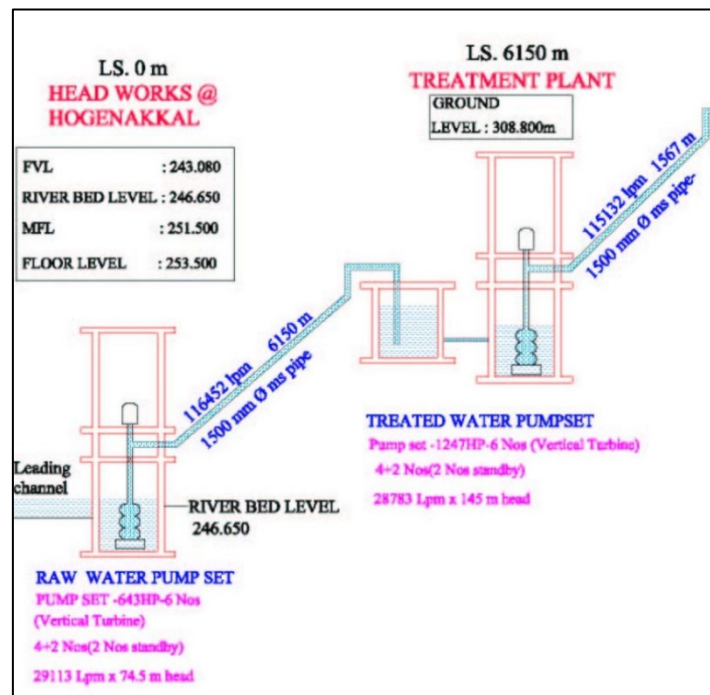 LS. 0 m
HEAD WORKS @
HOGENAKKAL
FVL : 243.080
RIVER BED LEVEL : 246.650
MFL : 251.500
FLOOR LEVEL : 253.500
LS. 6150 m
TREATMENT PLANT
GROUND
LEVEL : 308.800m
116452 lpm 6150 m
1500 mm Ø ms pipe
115132 lpm 1567 m
1500 mm Ø ms pipe-
Leading
channel
RIVER BED LEVEL
246.650
RAW WATER PUMP SET
PUMP SET -643HP-6 Nos
(Vertical Turbine)
4+2 Nos(2 Nos standby)
29113 Lpm x 74.5 m head
TREATED WATER PUMPSET
Pump set -1247HP-6 Nos (Vertical Turbine)
4+2 Nos(2 Nos standby)
28783 Lpm x 145 m head